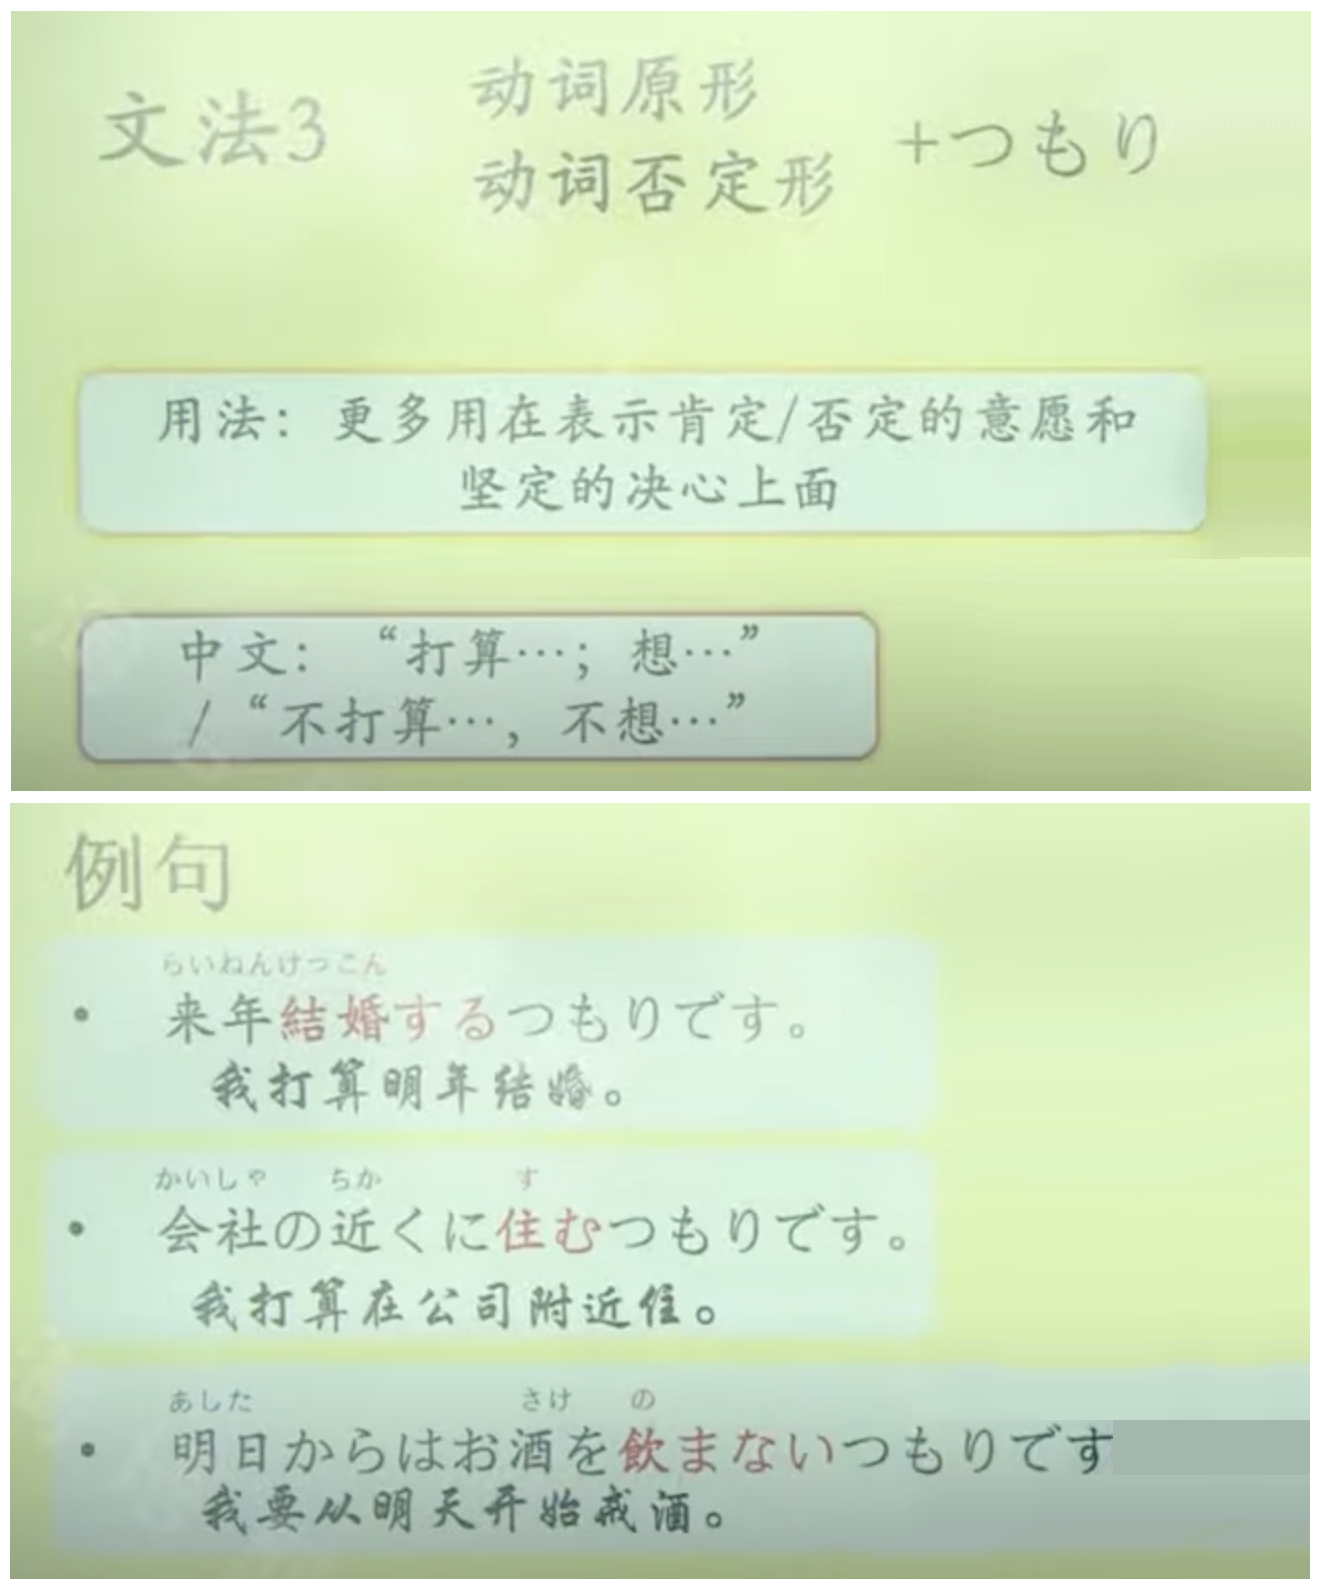 文法3
动词原形
动词否定形
+つもり
用法：更多用在表示肯定/否定的意愿和
坚定的决心上面
中文：“打算…；想…”
/“不打算…，不想…”
例句
らいねんけっこん
• 来年結婚するつもりです。
我打算明年结婚。
かいしゃ ちか す
• 会社の近くに住むつもりです。
我打算在公司附近住。
あした さけ の
• 明日からはお酒を飲まないつもりです
我要从明天开始戒酒。